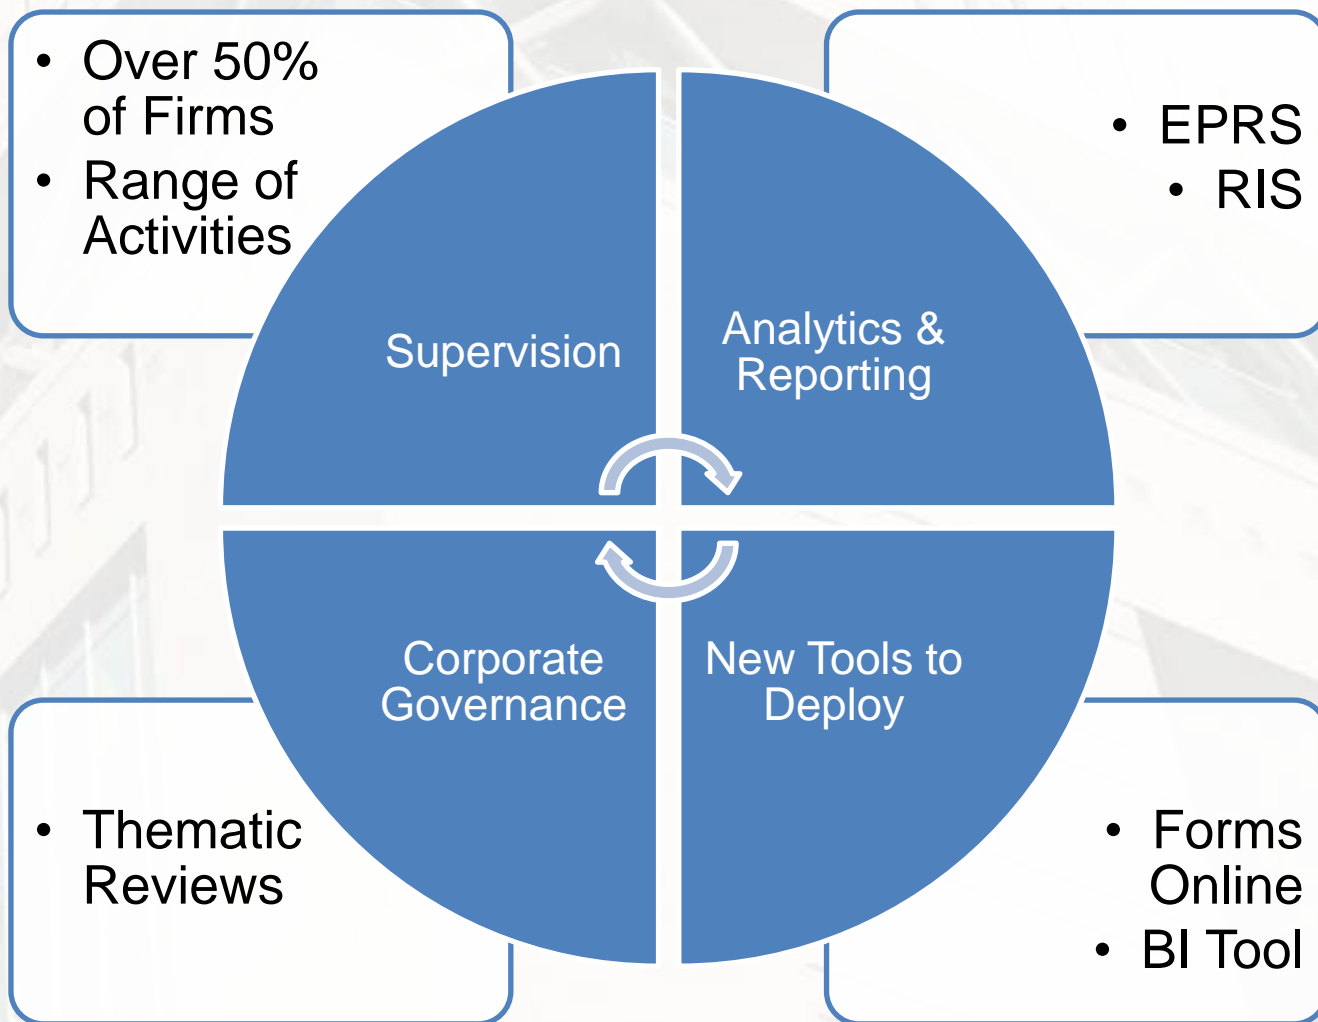 • Over 50%
of Firms
• Range of
Activities
Supervision
• EPRS
• RIS
Analytics &
Reporting
Corporate
Governance
• Thematic
Reviews
New Tools to
Deploy
• Forms
Online
• BI Tool